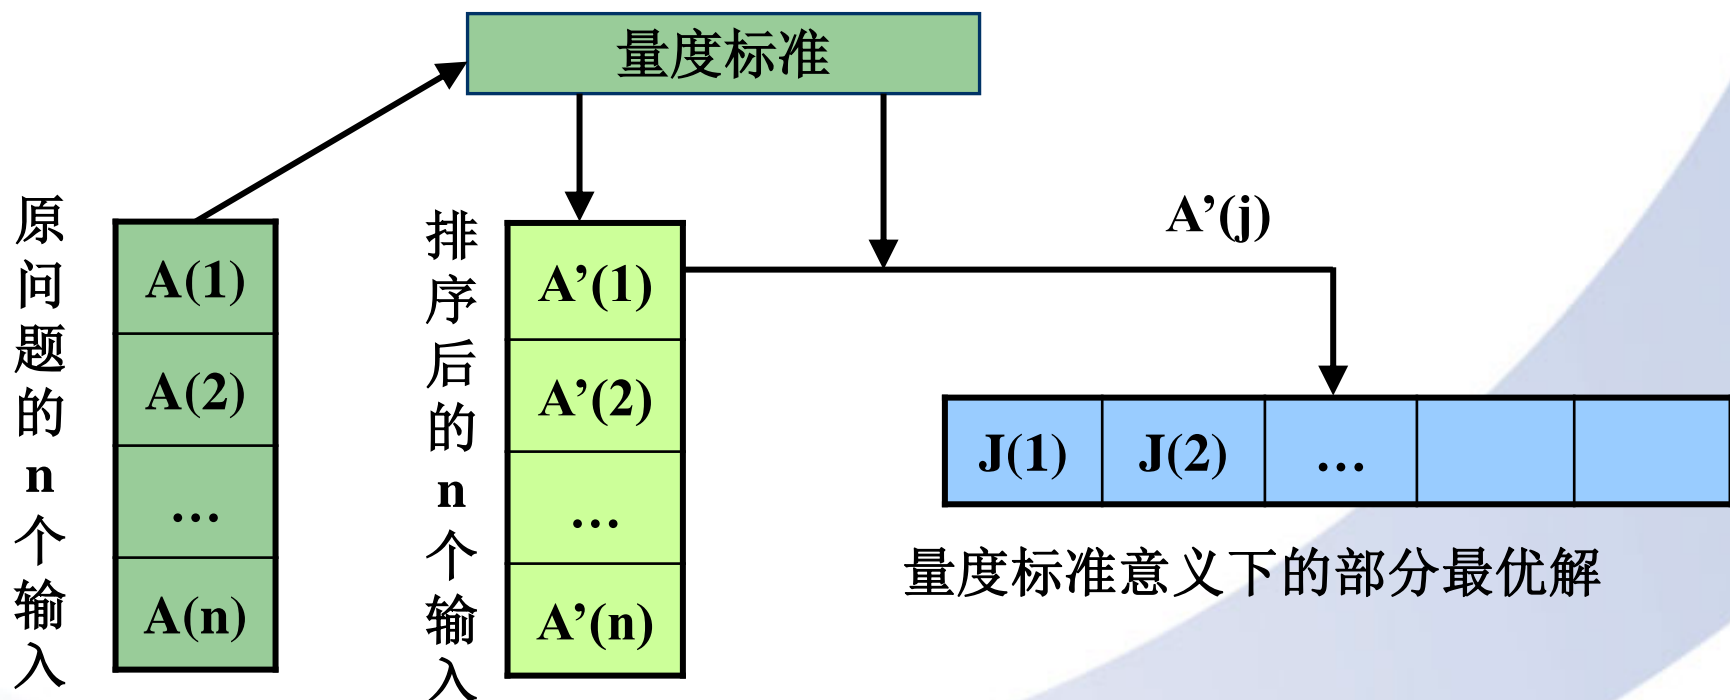 量度标准
原问题的n个输入
A(1)
A(2)
…
A(n)
排序后的n个输入
A’(1)
A’(2)
…
A’(n)
A’(j)
J(1) J(2) …
量度标准意义下的部分最优解